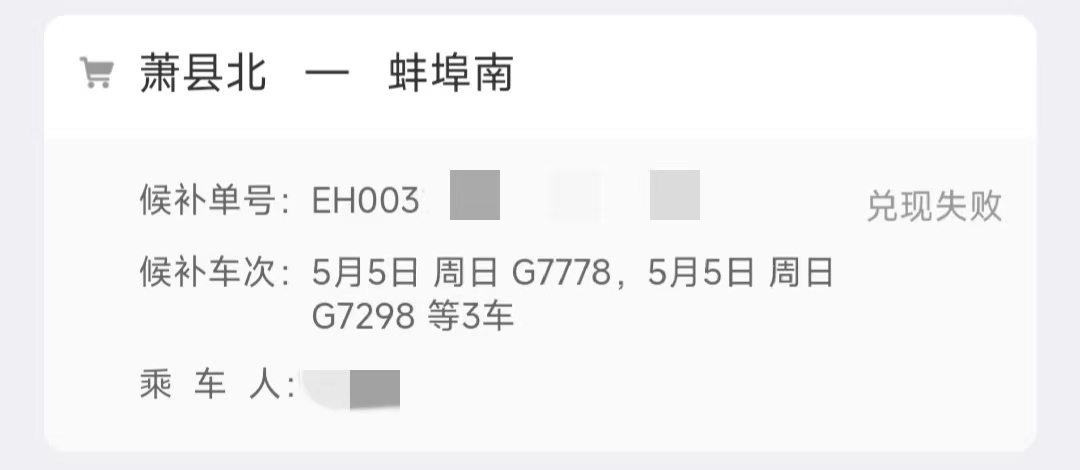 萧县北 — 蚌埠南
候补单号：EH003
兑现失败
候补车次：5月5日 周日 G7778，5月5日 周日
G7298 等3车
乘 车 人：